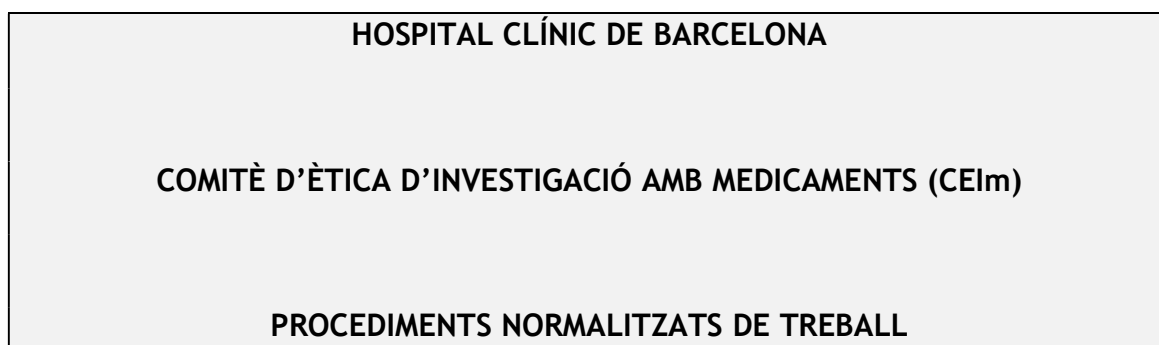 HOSPITAL CLÍNIC DE BARCELONA
COMITÈ D’ÈTICA D’INVESTIGACIÓ AMB MEDICAMENTS (CEIm)
PROCEDIMENTS NORMALITZATS DE TREBALL